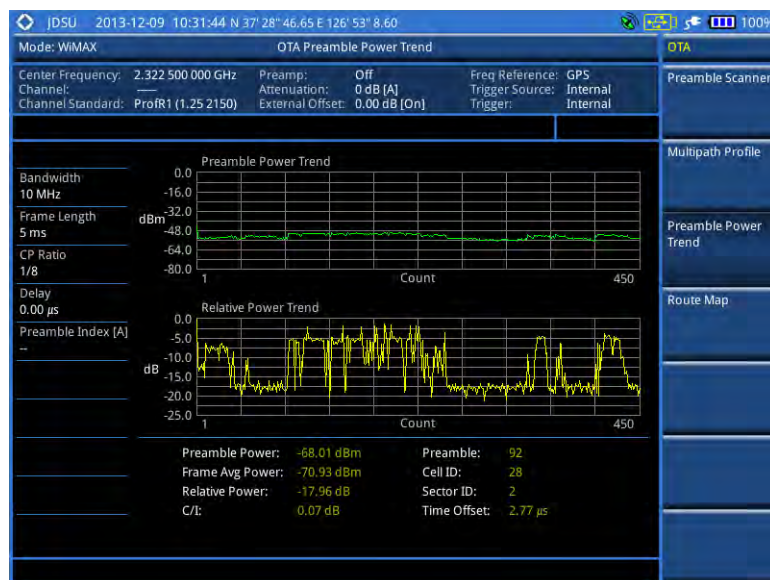 JDSU 2013-12-09 10:31:44 N 37' 28" 46.65 E 126' 53" 8.60 100%
Mode: WiMAX OTA Preamble Power Trend OTA
Center Frequency: 2.322 500 000 GHz Preamp: Off Freq Reference: GPS
Channel: ---- Attenuation: 0 dB [A] Trigger Source: Internal
Channel Standard: ProfR1 (1.25 2150) External Offset: 0.00 dB [On] Trigger: Internal
Preamble Scanner
Multipath Profile
Preamble Power Trend
Route Map
Bandwidth
10 MHz
Frame Length
5 ms
CP Ratio
1/8
Delay
0.00 µs
Preamble Index [A]
--
Preamble Power Trend
0.0
-16.0
dBm -32.0
-48.0
-64.0
-80.0
1 Count 450
Relative Power Trend
0.0
-5.0
-10.0
dB
-15.0
-20.0
-25.0
1 Count 450
Preamble Power: -68.01 dBm Preamble: 92
Frame Avg Power: -70.93 dBm Cell ID: 28
Relative Power: -17.96 dB Sector ID: 2
C/I: 0.07 dB Time Offset: 2.77 µs